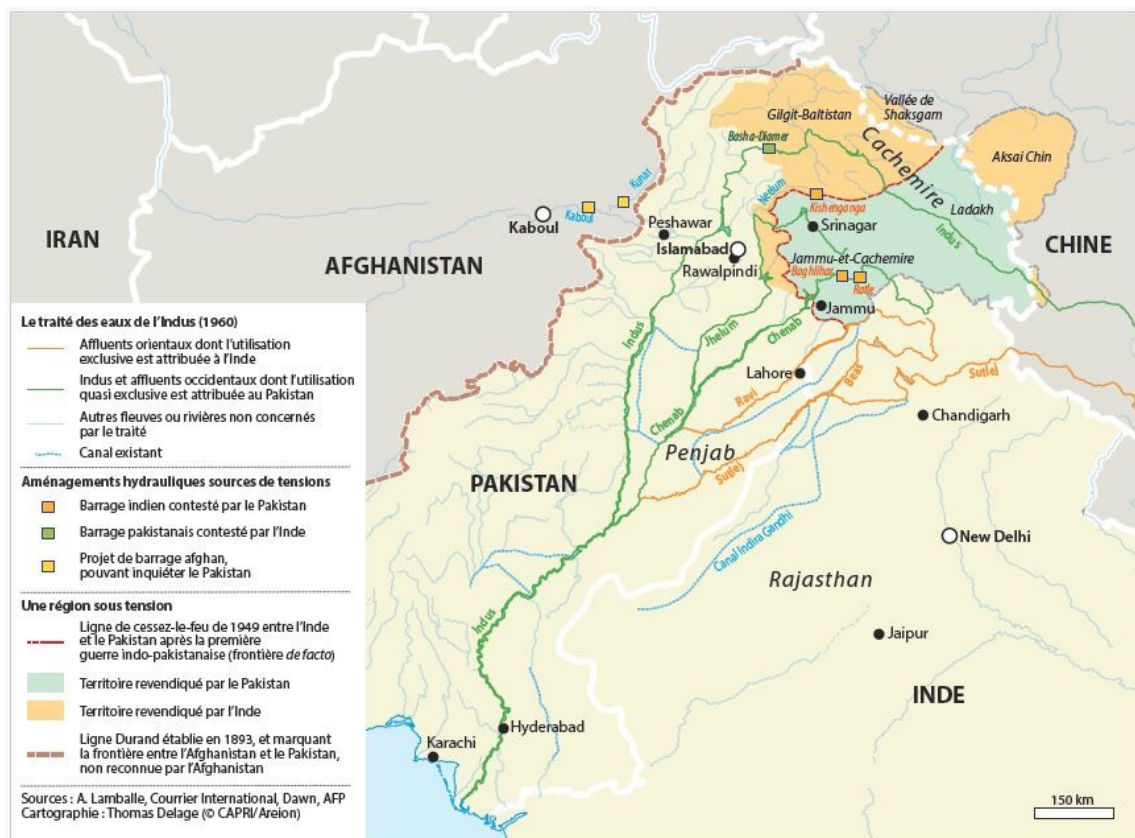 Gilgit-Baltistan
Vallée de
Shaksgam
Cachemire
Aksai Chin
Basha-Diamer
Neelum
Kunar
Kaboul
Kishenganga
Ladakh
Kaboul
Peshawar
Srinagar
Indus
CHINE
IRAN
AFGHANISTAN
Islamabad
Rawalpindi
Jammu-et-Cachemire
Baghlihar
Ratle
Jammu
Indus
Jhelum
Chenab
Lahore
Ravi
Beas
Sutlej
Chenab
Chandigarh
Penjab
Sutlej
PAKISTAN
Canal Indira Gandhi
New Delhi
Rajasthan
Indus
Jaipur
INDE
Hyderabad
Karachi
150 km
Le traité des eaux de l'Indus (1960)
Affluents orientaux dont l'utilisation
exclusive est attribuée à l'Inde
Indus et affluents occidentaux dont l'utilisation
quasi exclusive est attribuée au Pakistan
Autres fleuves ou rivières non concernés
par le traité
Canal existant
Aménagements hydrauliques sources de tensions
Barrage indien contesté par le Pakistan
Barrage pakistanais contesté par l'Inde
Projet de barrage afghan,
pouvant inquiéter le Pakistan
Une région sous tension
Ligne de cessez-le-feu de 1949 entre l'Inde
et le Pakistan après la première
guerre indo-pakistanaise (frontière de facto)
Territoire revendiqué par le Pakistan
Territoire revendiqué par l'Inde
Ligne Durand établie en 1893, et marquant
la frontière entre l'Afghanistan et le Pakistan,
non reconnue par l'Afghanistan
Sources : A. Lamballe, Courrier International, Dawn, AFP
Cartographie : Thomas Delage (© CAPRI/Areion)